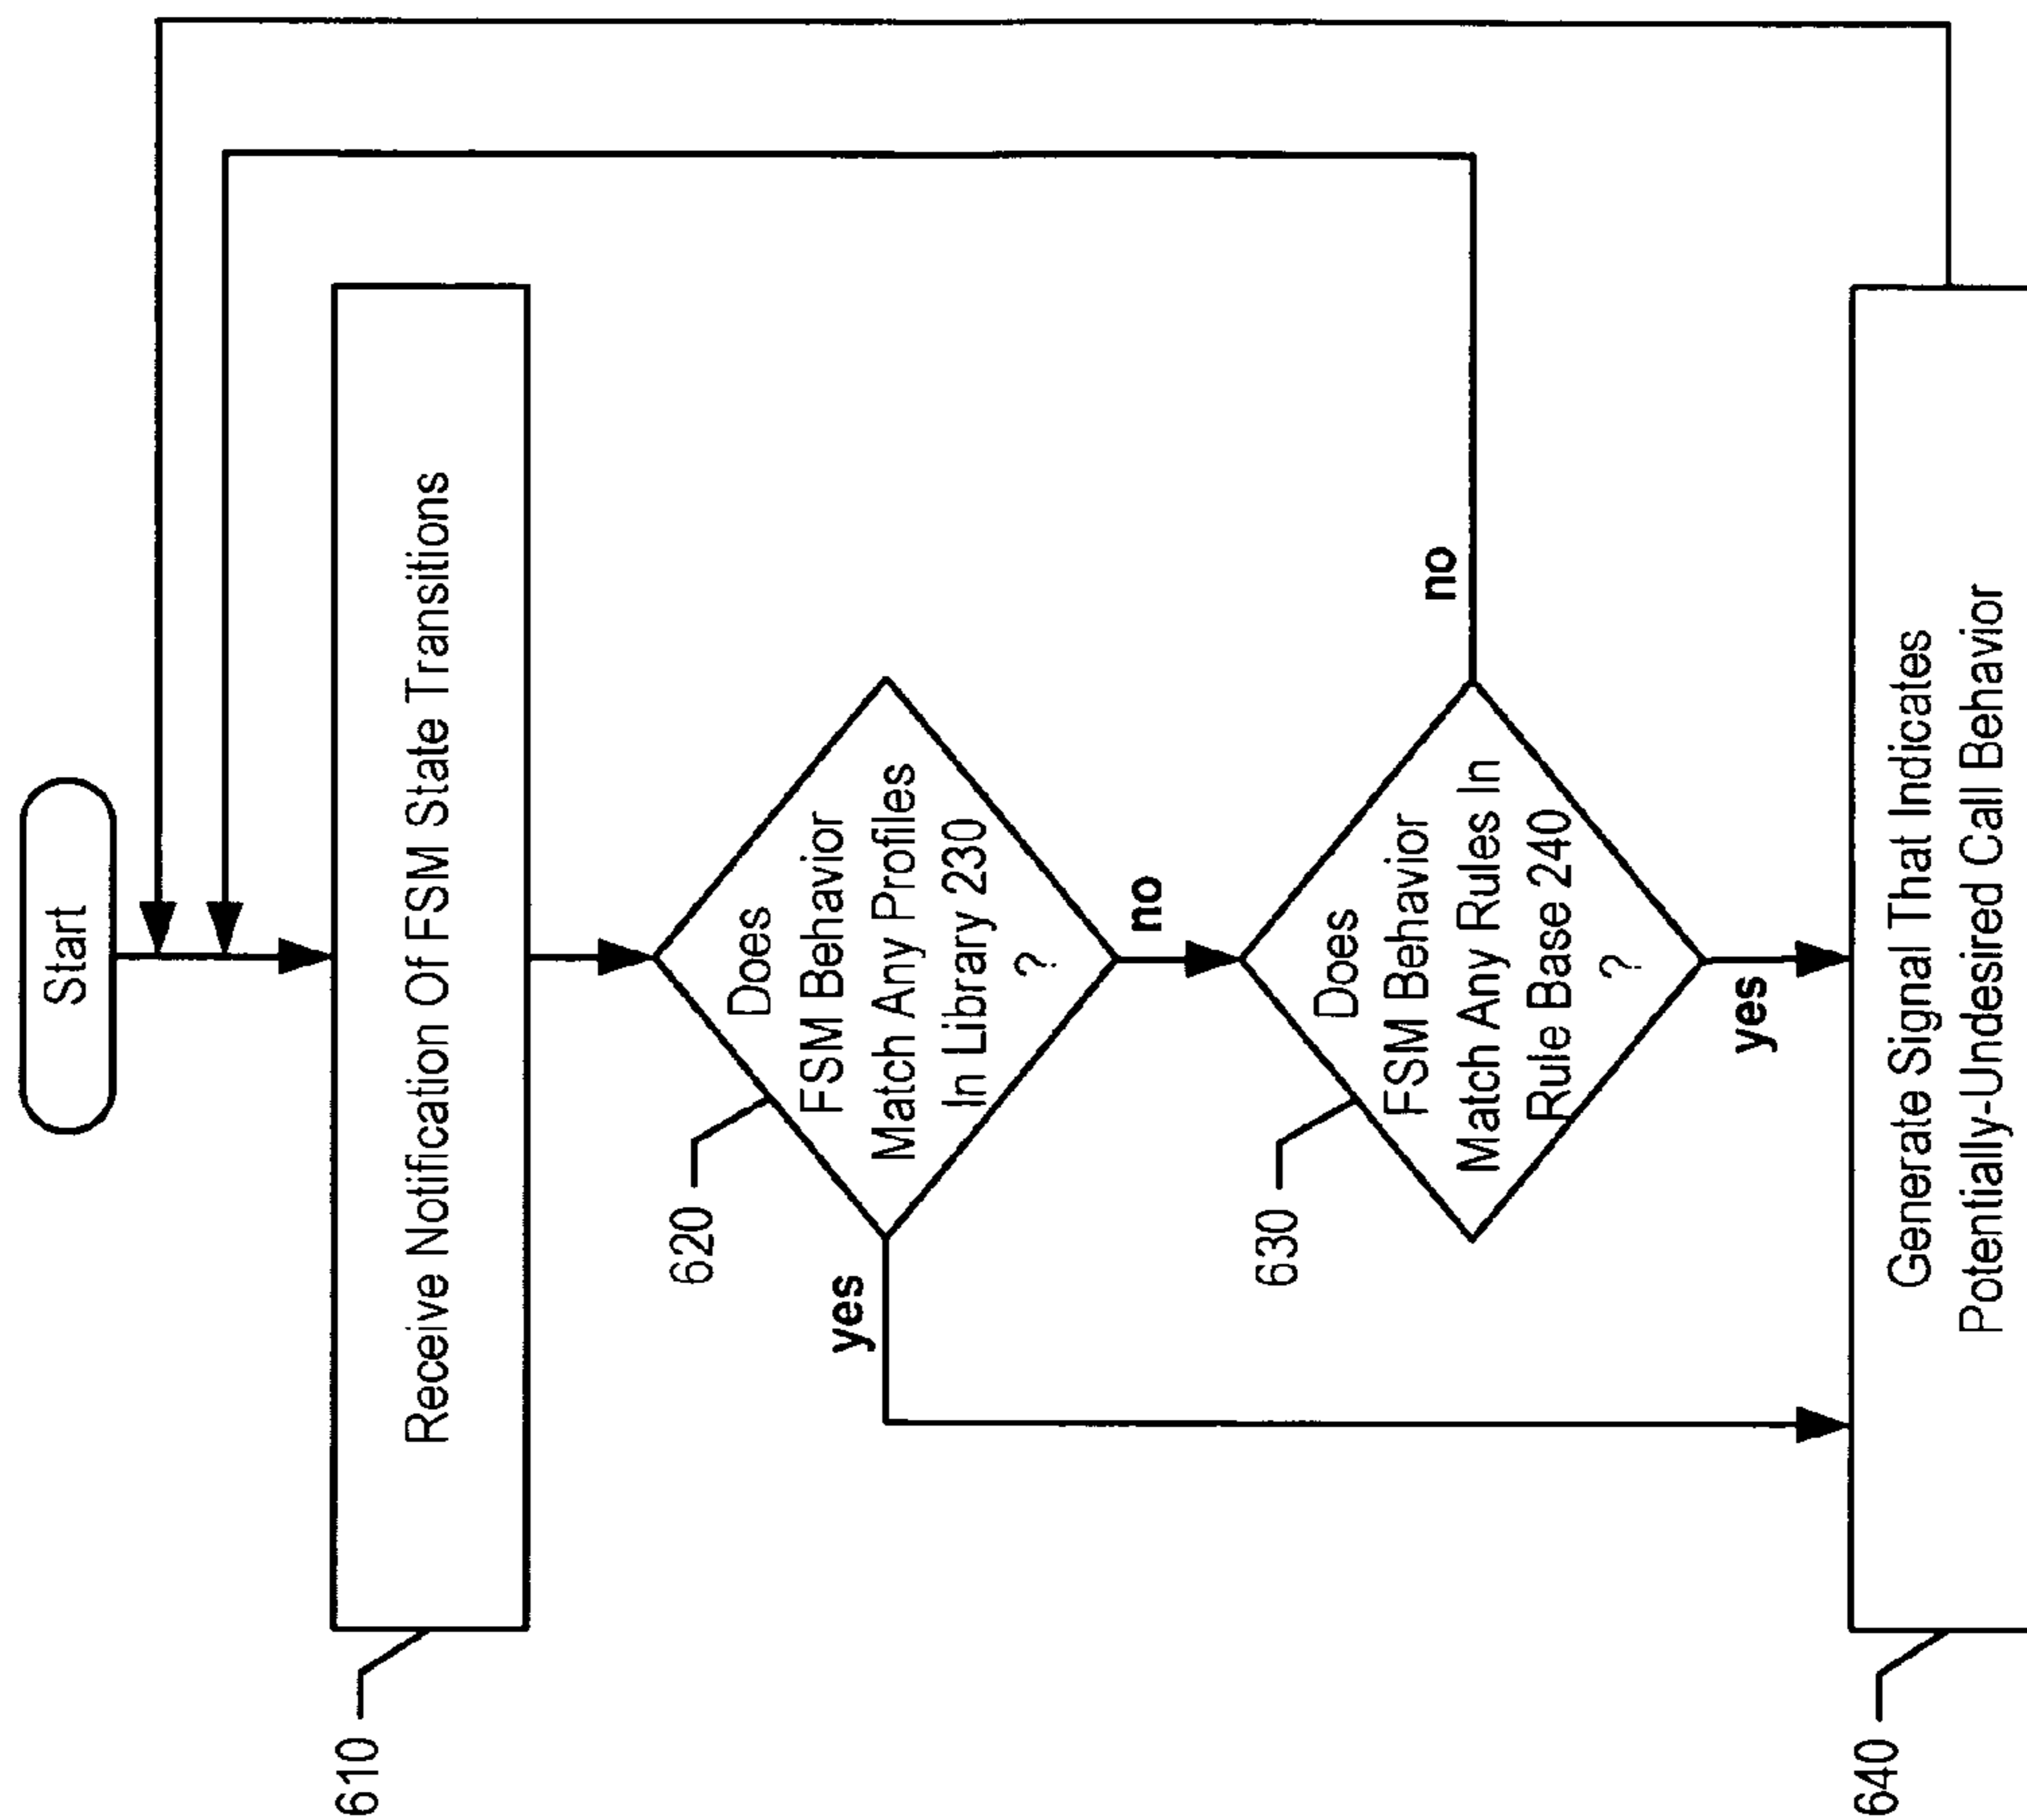 Start
610
Receive Notification Of FSM State Transitions
620
Does
FSM Behavior
Match Any Profiles
In Library 230
?
yes
no
630
Does
FSM Behavior
Match Any Rules In
Rule Base 240
?
no
yes
640
Generate Signal That Indicates
Potentially-Undesired Call Behavior